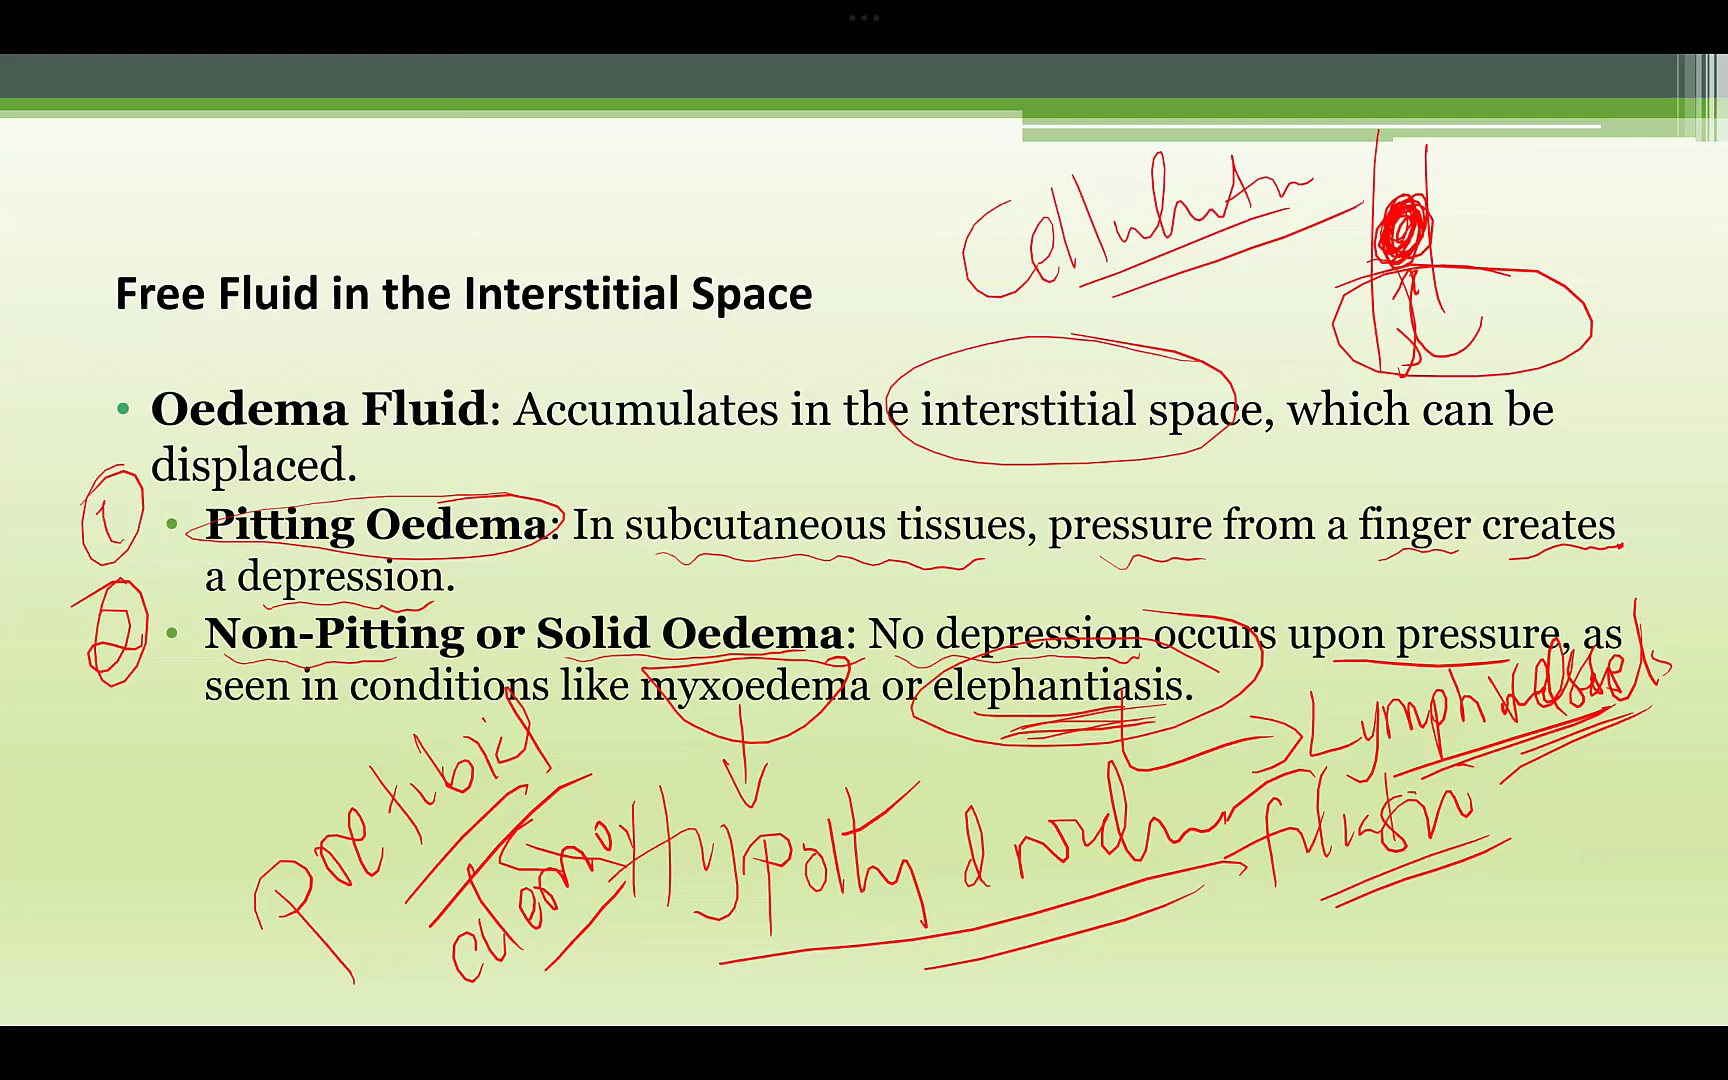 Free Fluid in the Interstitial Space
• Oedema Fluid: Accumulates in the interstitial space, which can be
displaced.
1
• Pitting Oedema: In subcutaneous tissues, pressure from a finger creates
a depression.
2
• Non-Pitting or Solid Oedema: No depression occurs upon pressure, as
seen in conditions like myxoedema or elephantiasis.
Lymph vessels
Pretibial